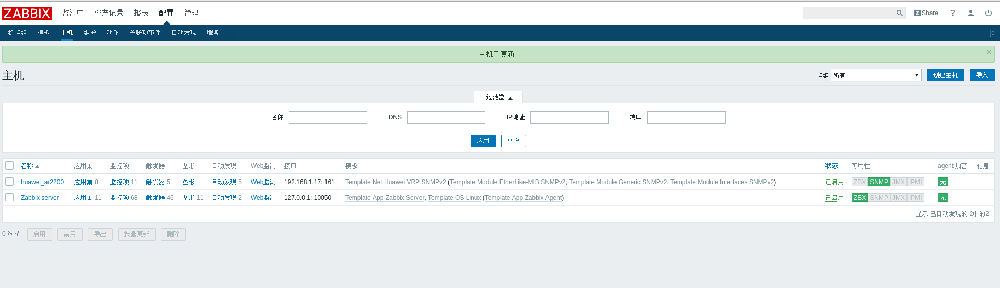 ZABBIX 监测中 资产记录 报表 配置 管理 Z Share ?
主机群组 模板 主机 维护 动作 关联项事件 自动发现 服务 jd
主机已更新 ×
主机 群组 所有 创建主机 导入
过滤器
名称 DNS IP地址 端口
应用 重设
名称 应用集 监控项 触发器 图形 自动发现 Web监测 接口 模板 状态 可用性 agent 加密 信息
huawei_ar2200 应用集 8 监控项 11 触发器 5 图形 自动发现 5 Web监测 192.168.1.17: 161 Template Net Huawei VRP SNMPv2 (Template Module EtherLike-MIB SNMPv2, Template Module Generic SNMPv2, Template Module Interfaces SNMPv2) 已启用 ZBX SNMP JMX IPMI 无
Zabbix server 应用集 11 监控项 68 触发器 46 图形 11 自动发现 2 Web监测 127.0.0.1: 10050 Template App Zabbix Server, Template OS Linux (Template App Zabbix Agent) 已启用 ZBX SNMP JMX IPMI 无
显示 已自动发现的 2中的2
0 选择 启用 禁用 导出 批量更新 删除